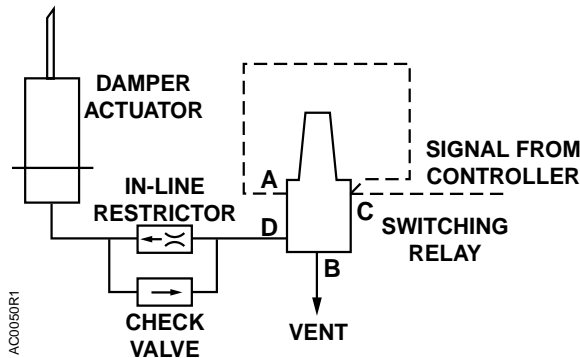 DAMPER
ACTUATOR
A
SIGNAL FROM
CONTROLLER
IN-LINE
RESTRICTOR
C
D
SWITCHING
RELAY
B
VENT
CHECK
VALVE
AC0050R1